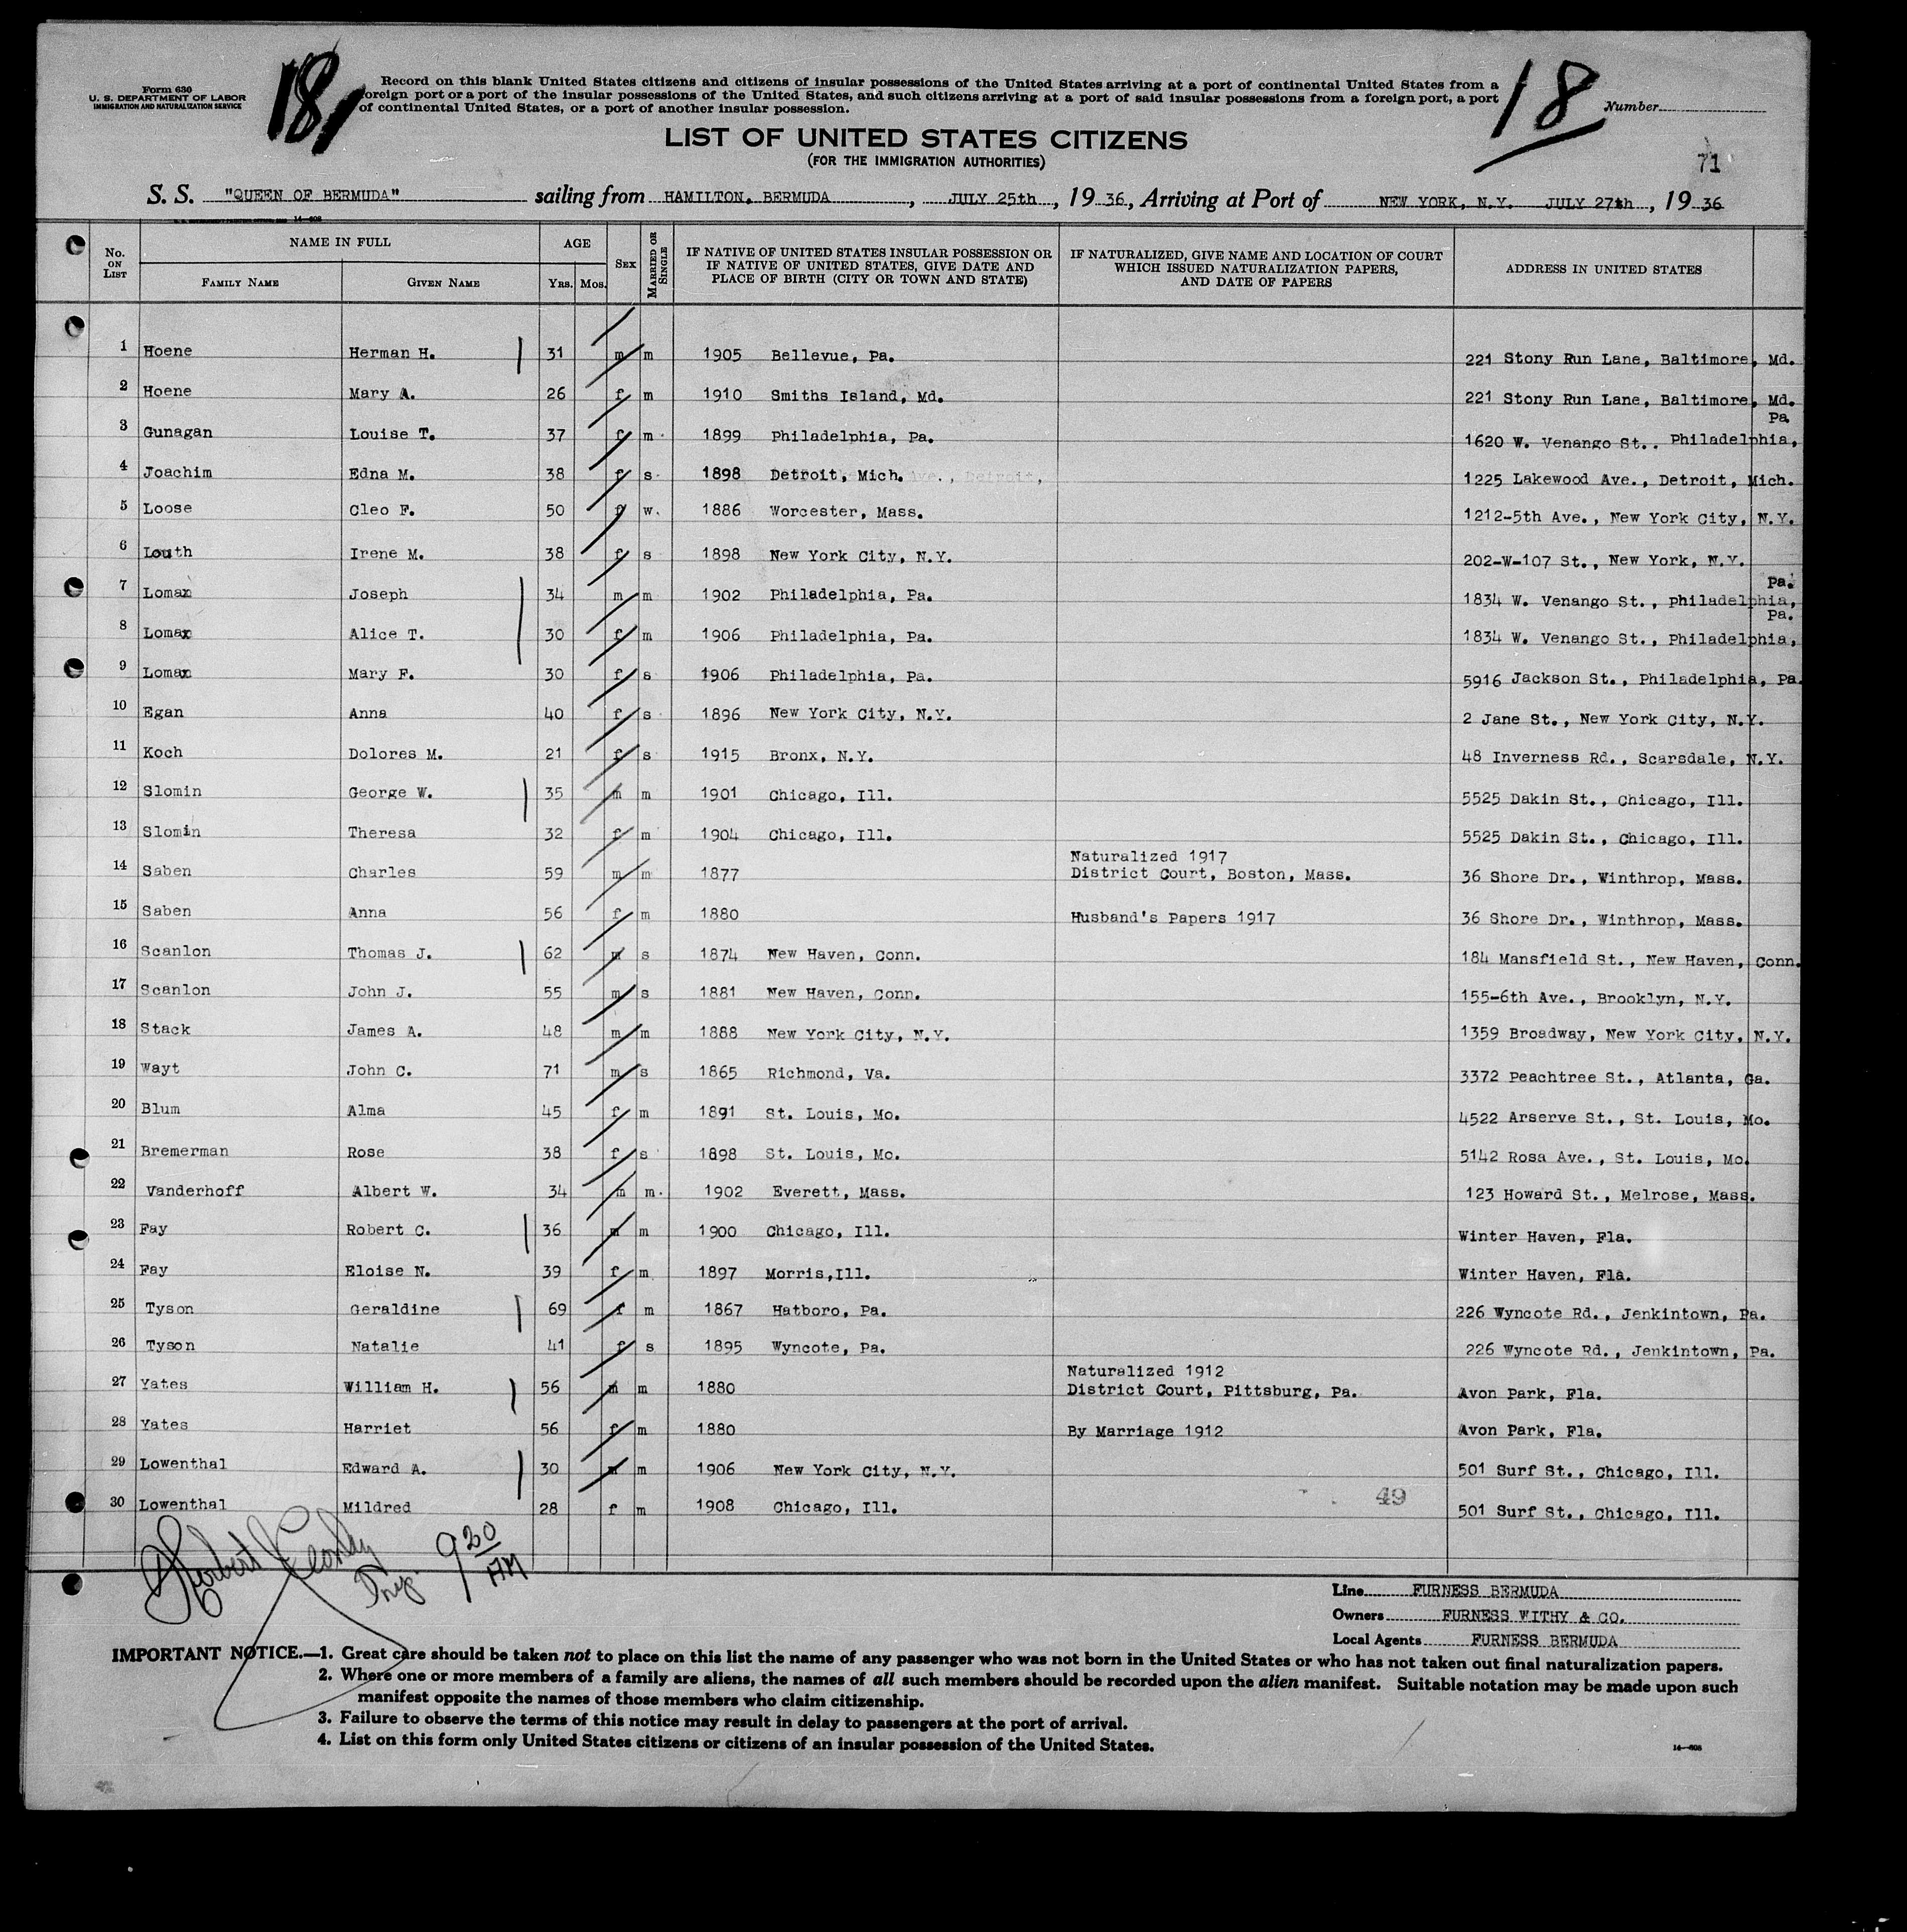 Form 630
U. S. DEPARTMENT OF LABOR
IMMIGRATION AND NATURALIZATION SERVICE
181
Record on this blank United States citizens and citizens of insular possessions of the United States arriving at a port of continental United States from a
foreign port or a port of the insular possessions of the United States, and such citizens arriving at a port of said insular possessions from a foreign port, a port
of continental United States, or a port of another insular possession.
18
Number
LIST OF UNITED STATES CITIZENS
(FOR THE IMMIGRATION AUTHORITIES)
71
S. S. "QUEEN OF BERMUDA" sailing from HAMILTON, BERMUDA, JULY 25th, 19 36, Arriving at Port of NEW YORK, N.Y. JULY 27th, 19 36
14—608
No. ON LIST NAME IN FULL FAMILY NAME GIVEN NAME AGE YRS. MOS. SEX MARRIED OR SINGLE IF NATIVE OF UNITED STATES INSULAR POSSESSION OR IF NATIVE OF UNITED STATES, GIVE DATE AND PLACE OF BIRTH (CITY OR TOWN AND STATE) IF NATURALIZED, GIVE NAME AND LOCATION OF COURT WHICH ISSUED NATURALIZATION PAPERS, AND DATE OF PAPERS ADDRESS IN UNITED STATES
1 Hoene Herman H. 31 m m 1905 Bellevue, Pa. 221 Stony Run Lane, Baltimore, Md.
2 Hoene Mary A. 26 f m 1910 Smiths Island, Md. 221 Stony Run Lane, Baltimore, Md.
3 Gunagan Louise T. 37 f m 1899 Philadelphia, Pa. 1620 W. Venango St., Philadelphia, Pa
4 Joachim Edna M. 38 f s 1898 Detroit, Mich. 1225 Lakewood Ave., Detroit, Mich.
5 Loose Cleo F. 50 f w. 1886 Worcester, Mass. 1212-5th Ave., New York City, N.Y.
6 Louth Irene M. 38 f s 1898 New York City, N.Y. 202-W-107 St., New York, N.Y.
7 Lomax Joseph 34 m m 1902 Philadelphia, Pa. 1834 W. Venango St., Philadelphia, Pa.
8 Lomax Alice T. 30 f m 1906 Philadelphia, Pa. 1834 W. Venango St., Philadelphia, Pa.
9 Lomax Mary F. 30 f s 1906 Philadelphia, Pa. 5916 Jackson St., Philadelphia, Pa.
10 Egan Anna 40 f s 1896 New York City, N.Y. 2 Jane St., New York City, N.Y.
11 Koch Dolores M. 21 f s 1915 Bronx, N.Y. 48 Inverness Rd., Scarsdale, N.Y.
12 Slomin George W. 35 m m 1901 Chicago, Ill. 5525 Dakin St., Chicago, Ill.
13 Slomin Theresa 32 f m 1904 Chicago, Ill. 5525 Dakin St., Chicago, Ill.
14 Saben Charles 59 m m 1877 Naturalized 1917 District Court, Boston, Mass. 36 Shore Dr., Winthrop, Mass.
15 Saben Anna 56 f m 1880 Husband's Papers 1917 36 Shore Dr., Winthrop, Mass.
16 Scanlon Thomas J. 62 m s 1874 New Haven, Conn. 184 Mansfield St., New Haven, Conn.
17 Scanlon John J. 55 m s 1881 New Haven, Conn. 155-6th Ave., Brooklyn, N.Y.
18 Stack James A. 48 m m 1888 New York City, N.Y. 1359 Broadway, New York City, N.Y.
19 Wayt John C. 71 m s 1865 Richmond, Va. 3372 Peachtree St., Atlanta, Ga.
20 Blum Alma 45 f m 1891 St. Louis, Mo. 4522 Arserve St., St. Louis, Mo.
21 Bremerman Rose 38 f s 1898 St. Louis, Mo. 5142 Rosa Ave., St. Louis, Mo.
22 Vanderhoff Albert W. 34 m m. 1902 Everett, Mass. 123 Howard St., Melrose, Mass.
23 Fay Robert C. 36 m m 1900 Chicago, Ill. Winter Haven, Fla.
24 Fay Eloise N. 39 f m 1897 Morris,Ill. Winter Haven, Fla.
25 Tyson Geraldine 69 f m 1867 Hatboro, Pa. 226 Wyncote Rd., Jenkintown, Pa.
26 Tyson Natalie 41 f s 1895 Wyncote, Pa. 226 Wyncote Rd., Jenkintown, Pa.
27 Yates William H. 56 m m 1880 Naturalized 1912 District Court, Pittsburg, Pa. Avon Park, Fla.
28 Yates Harriet 56 f m 1880 By Marriage 1912 Avon Park, Fla.
29 Lowenthal Edward A. 30 m m 1906 New York City, N.Y. 501 Surf St., Chicago, Ill.
30 Lowenthal Mildred 28 f m 1908 Chicago, Ill. 501 Surf St., Chicago, Ill.
49
Herbert
9 30 AM
Line FURNESS BERMUDA
Owners FURNESS WITHY & CO.
Local Agents FURNESS BERMUDA
IMPORTANT NOTICE.—1. Great care should be taken not to place on this list the name of any passenger who was not born in the United States or who has not taken out final naturalization papers.
2. Where one or more members of a family are aliens, the names of all such members should be recorded upon the alien manifest. Suitable notation may be made upon such
manifest opposite the names of those members who claim citizenship.
3. Failure to observe the terms of this notice may result in delay to passengers at the port of arrival.
4. List on this form only United States citizens or citizens of an insular possession of the United States.
14—608